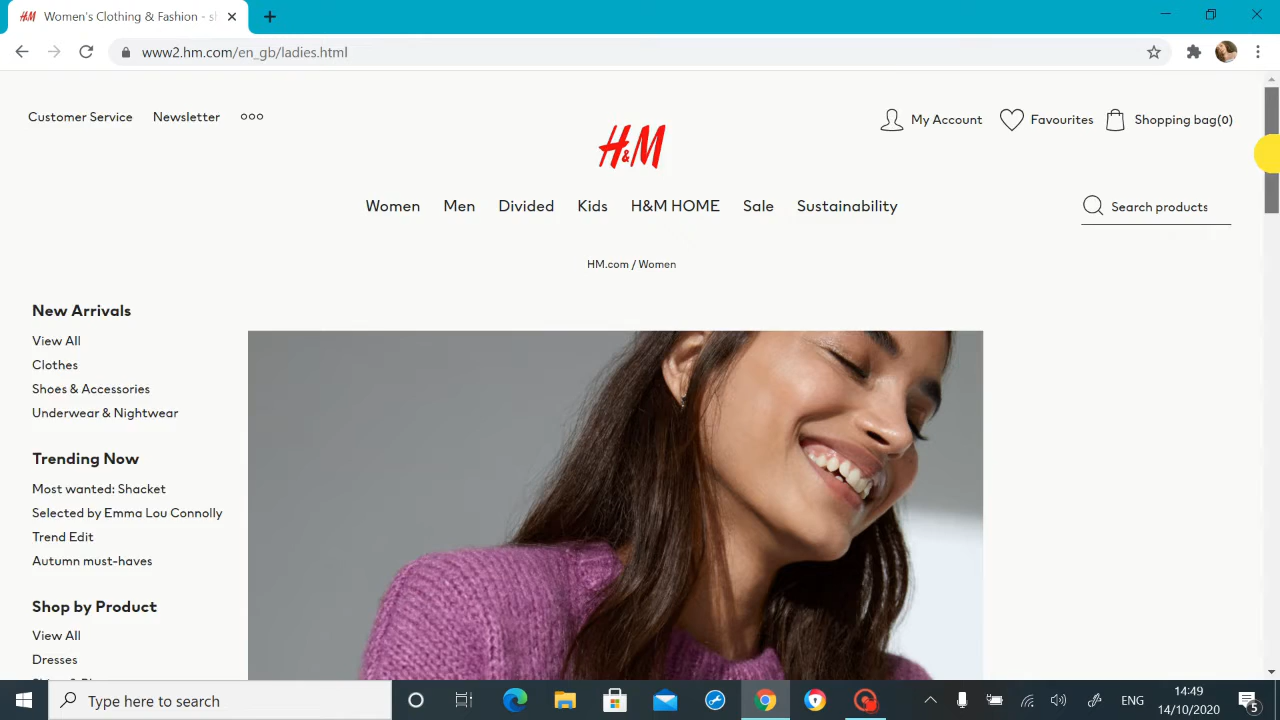 H&M Women's Clothing & Fashion - sh
www2.hm.com/en_gb/ladies.html
Customer Service Newsletter
My Account Favourites Shopping bag(0)
H&M
Women Men Divided Kids H&M HOME Sale Sustainability
Search products
HM.com / Women
New Arrivals
View All
Clothes
Shoes & Accessories
Underwear & Nightwear
Trending Now
Most wanted: Shacket
Selected by Emma Lou Connolly
Trend Edit
Autumn must-haves
Shop by Product
View All
Dresses
Type here to search
ENG
14:49
14/10/2020
5